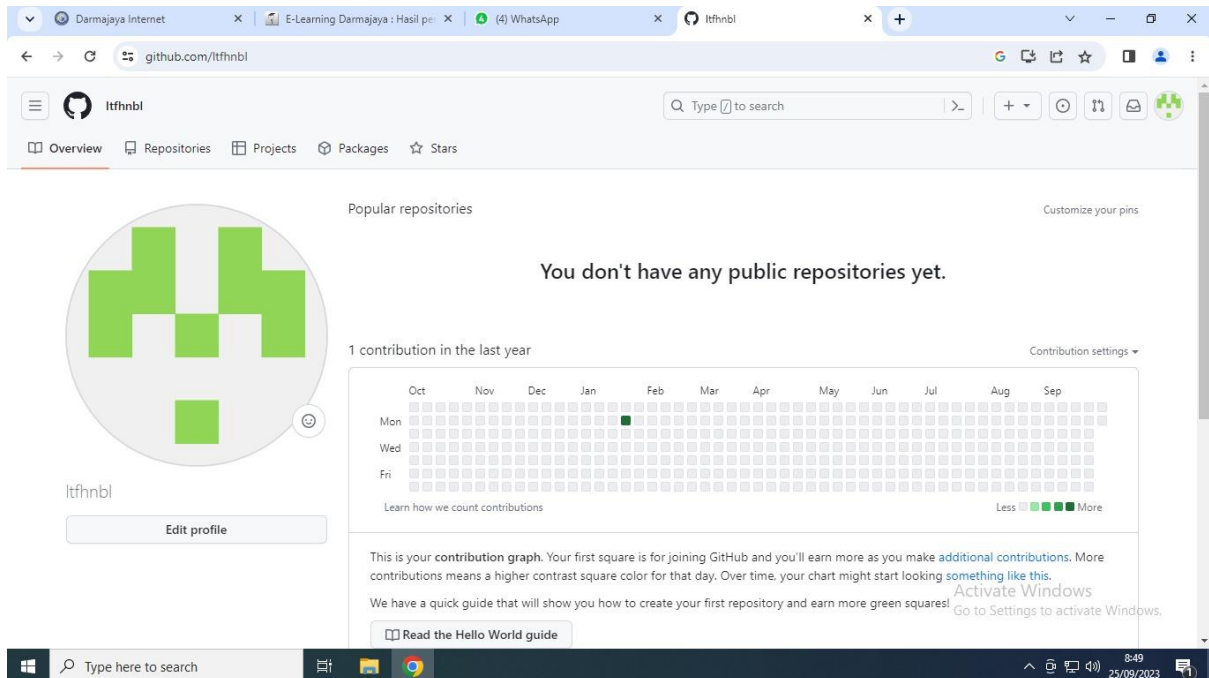 Darmajaya Internet
E-Learning Darmajaya : Hasil pe
(4) WhatsApp
ltfhnbl
github.com/ltfhnbl
ltfhnbl
Type / to search
Overview
Repositories
Projects
Packages
Stars
Popular repositories
Customize your pins
You don't have any public repositories yet.
1 contribution in the last year
Contribution settings
Oct Nov Dec Jan Feb Mar Apr May Jun Jul Aug Sep
Mon
Wed
Fri
Learn how we count contributions
Less More
ltfhnbl
Edit profile
This is your contribution graph. Your first square is for joining GitHub and you'll earn more as you make additional contributions. More
contributions means a higher contrast square color for that day. Over time, your chart might start looking something like this.
We have a quick guide that will show you how to create your first repository and earn more green squares!
Read the Hello World guide
Activate Windows
Go to Settings to activate Windows.
Type here to search
8:49
25/09/2023
1